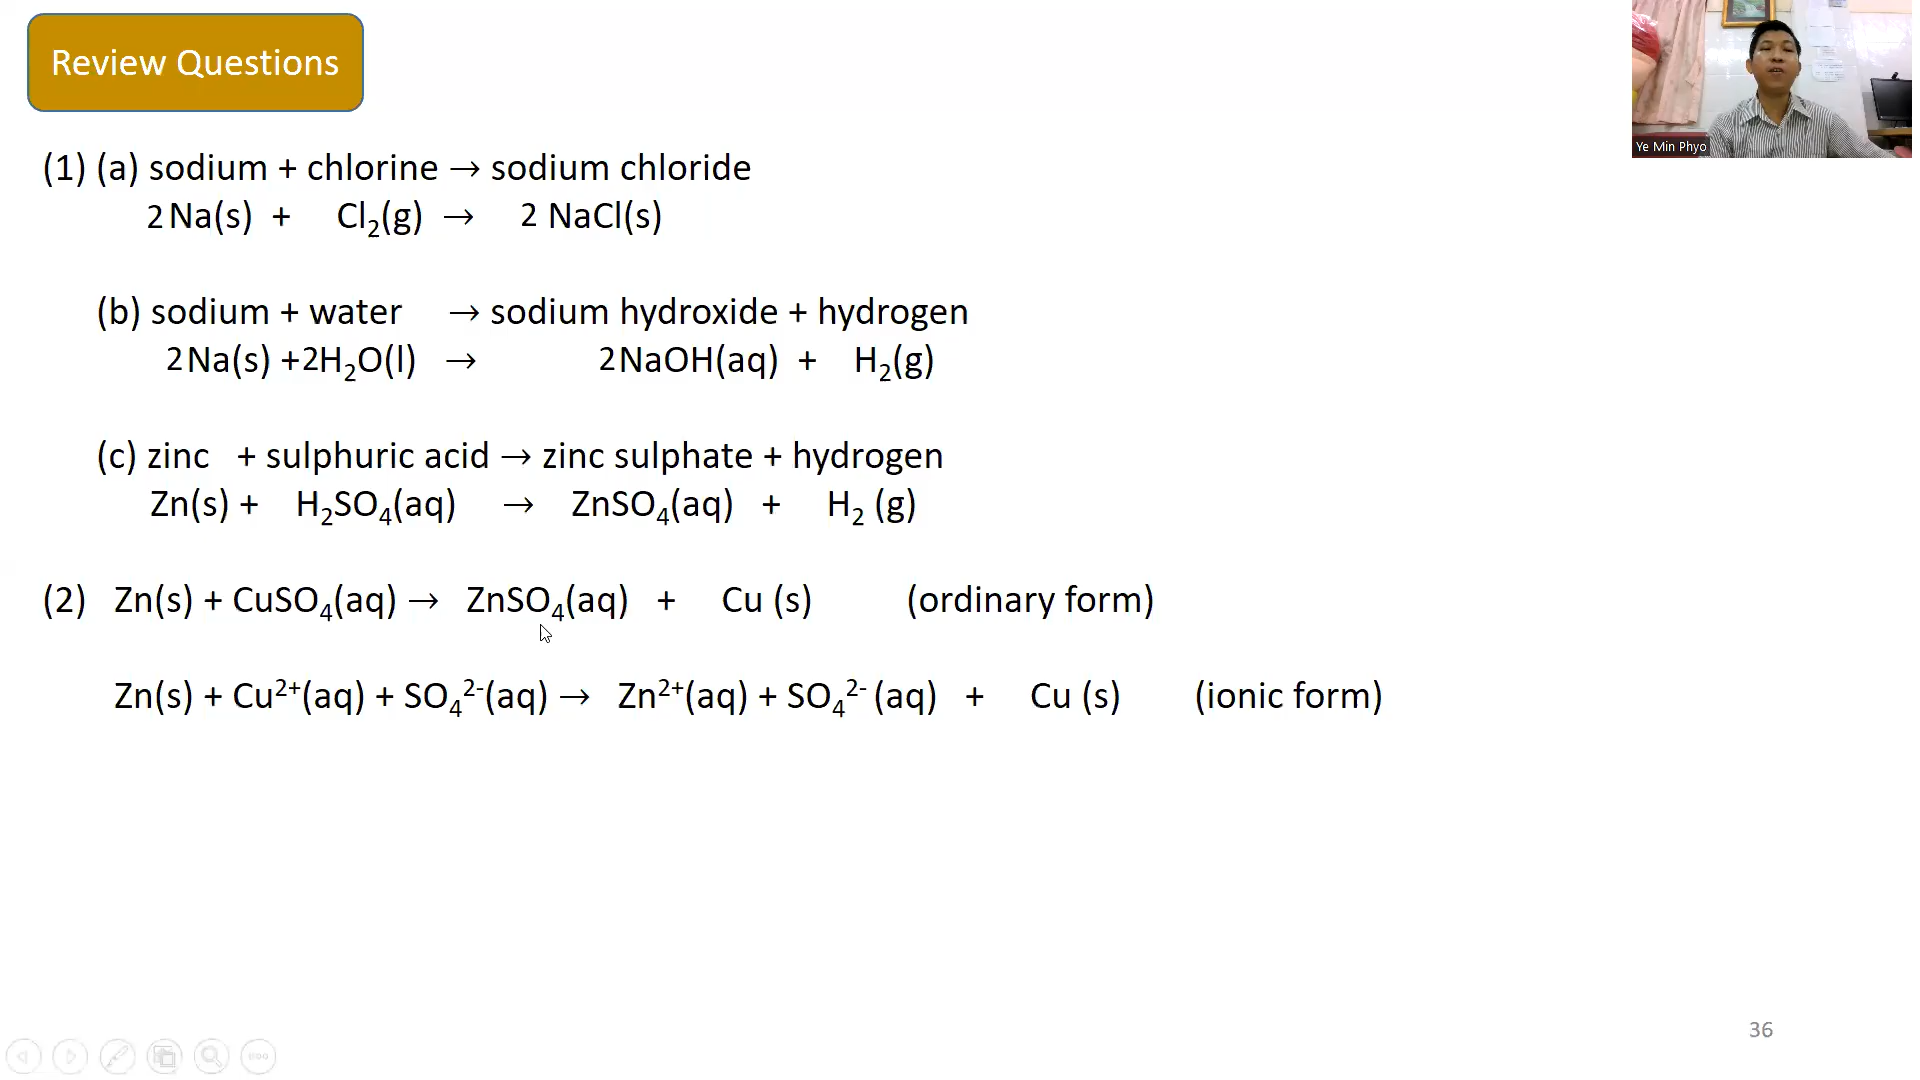 Review Questions
Ye Min Phyo
(1) (a) sodium + chlorine → sodium chloride
2 Na(s) + Cl₂(g) → 2 NaCl(s)
(b) sodium + water → sodium hydroxide + hydrogen
2 Na(s) +2H₂O(l) → 2NaOH(aq) + H₂(g)
(c) zinc + sulphuric acid → zinc sulphate + hydrogen
Zn(s) + H₂SO₄(aq) → ZnSO₄(aq) + H₂ (g)
(2) Zn(s) + CuSO₄(aq) → ZnSO₄(aq) + Cu (s) (ordinary form)
Zn(s) + Cu²⁺(aq) + SO₄²⁻(aq) → Zn²⁺(aq) + SO₄²⁻ (aq) + Cu (s) (ionic form)
36